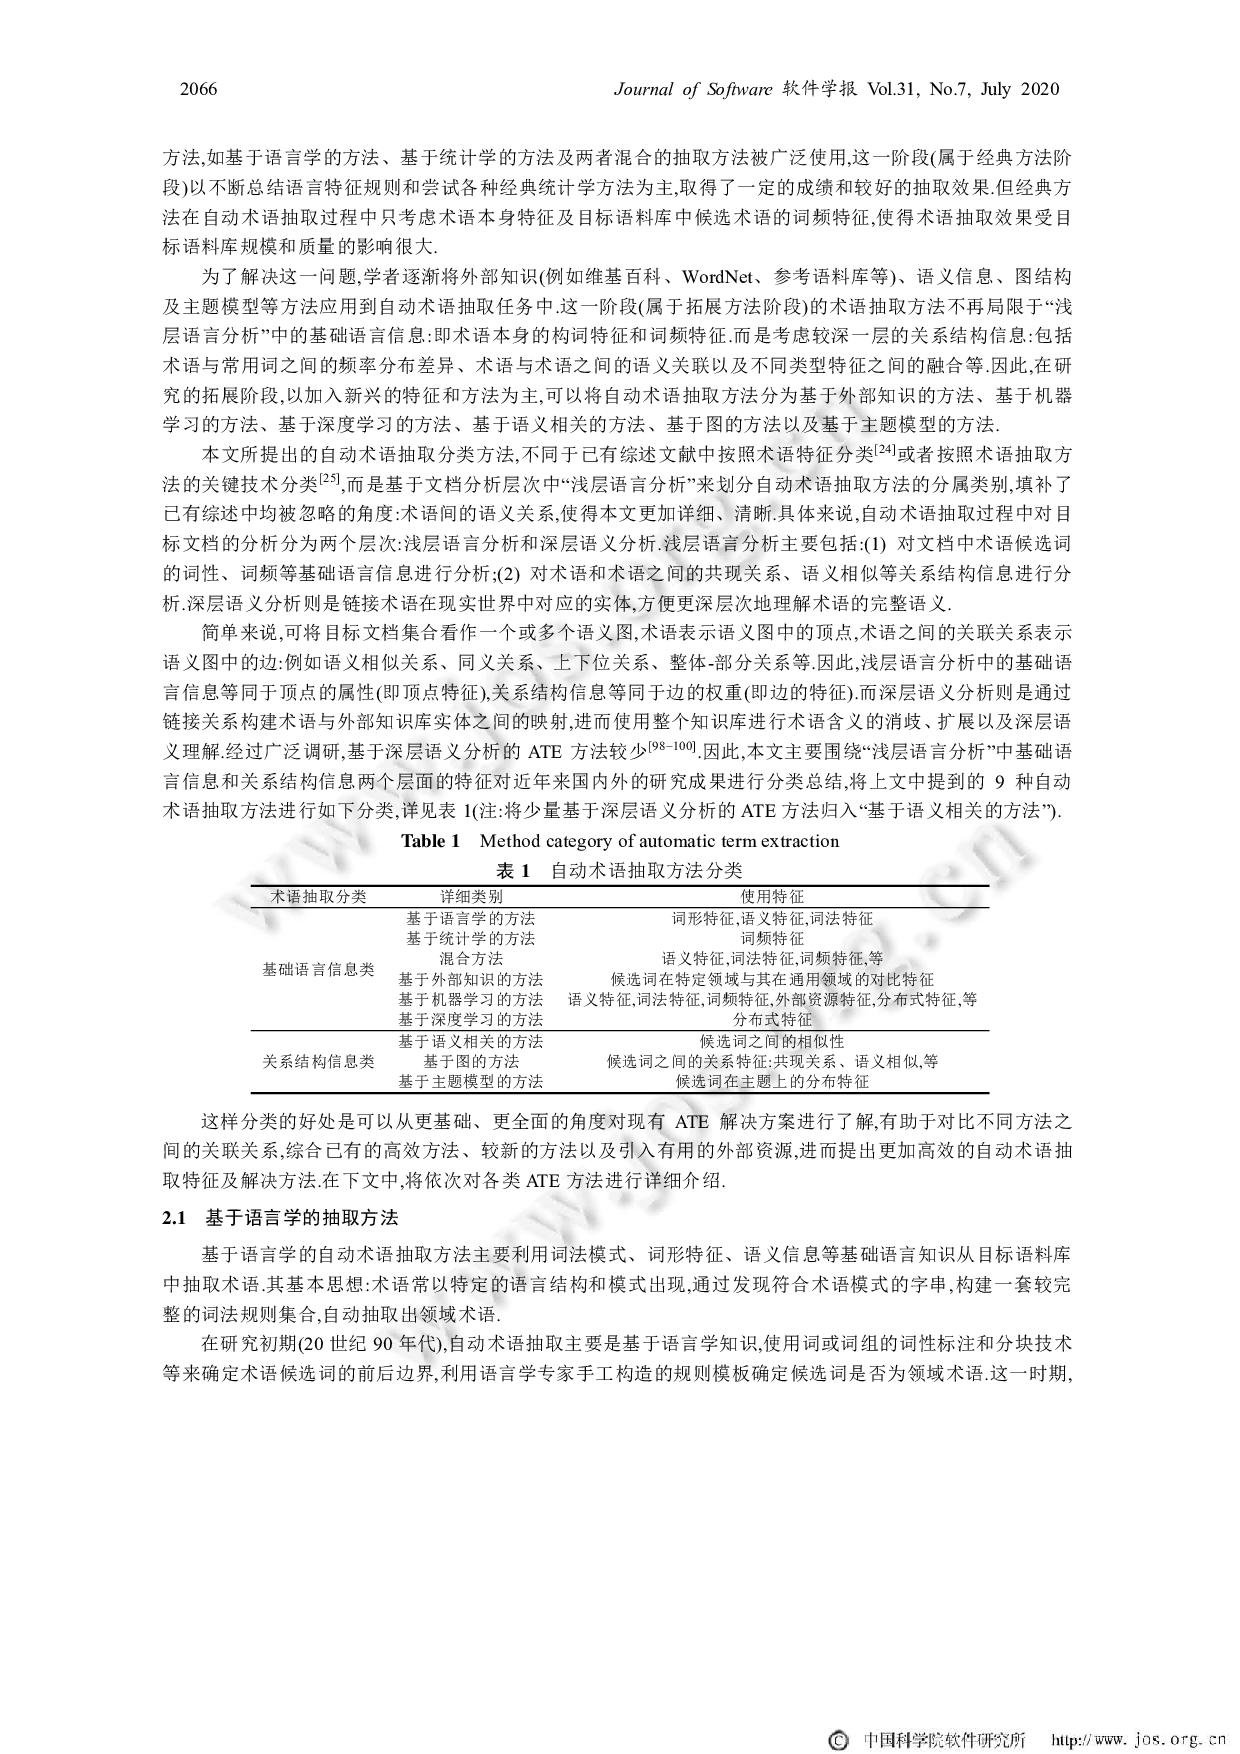 2066
Journal of Software 软件学报 Vol.31, No.7, July 2020
方法,如基于语言学的方法、基于统计学的方法及两者混合的抽取方法被广泛使用,这一阶段(属于经典方法阶
段)以不断总结语言特征规则和尝试各种经典统计学方法为主,取得了一定的成绩和较好的抽取效果.但经典方
法在自动术语抽取过程中只考虑术语本身特征及目标语料库中候选术语的词频特征,使得术语抽取效果受目
标语料库规模和质量的影响很大.
为了解决这一问题,学者逐渐将外部知识(例如维基百科、WordNet、参考语料库等)、语义信息、图结构
及主题模型等方法应用到自动术语抽取任务中.这一阶段(属于拓展方法阶段)的术语抽取方法不再局限于“浅
层语言分析”中的基础语言信息:即术语本身的构词特征和词频特征.而是考虑较深一层的关系结构信息:包括
术语与常用词之间的频率分布差异、术语与术语之间的语义关联以及不同类型特征之间的融合等.因此,在研
究的拓展阶段,以加入新兴的特征和方法为主,可以将自动术语抽取方法分为基于外部知识的方法、基于机器
学习的方法、基于深度学习的方法、基于语义相关的方法、基于图的方法以及基于主题模型的方法.
本文所提出的自动术语抽取分类方法,不同于已有综述文献中按照术语特征分类[24]或者按照术语抽取方
法的关键技术分类[25],而是基于文档分析层次中“浅层语言分析”来划分自动术语抽取方法的分属类别,填补了
已有综述中均被忽略的角度:术语间的语义关系,使得本文更加详细、清晰.具体来说,自动术语抽取过程中对目
标文档的分析分为两个层次:浅层语言分析和深层语义分析.浅层语言分析主要包括:(1) 对文档中术语候选词
的词性、词频等基础语言信息进行分析;(2) 对术语和术语之间的共现关系、语义相似等关系结构信息进行分
析.深层语义分析则是链接术语在现实世界中对应的实体,方便更深层次地理解术语的完整语义.
简单来说,可将目标文档集合看作一个或多个语义图,术语表示语义图中的顶点,术语之间的关联关系表示
语义图中的边:例如语义相似关系、同义关系、上下位关系、整体-部分关系等.因此,浅层语言分析中的基础语
言信息等同于顶点的属性(即顶点特征),关系结构信息等同于边的权重(即边的特征).而深层语义分析则是通过
链接关系构建术语与外部知识库实体之间的映射,进而使用整个知识库进行术语含义的消歧、扩展以及深层语
义理解.经过广泛调研,基于深层语义分析的 ATE 方法较少[98−100].因此,本文主要围绕“浅层语言分析”中基础语
言信息和关系结构信息两个层面的特征对近年来国内外的研究成果进行分类总结,将上文中提到的 9 种自动
术语抽取方法进行如下分类,详见表 1(注:将少量基于深层语义分析的 ATE 方法归入“基于语义相关的方法”).
Table 1 Method category of automatic term extraction
表 1 自动术语抽取方法分类
术语抽取分类 详细类别 使用特征
基于语言学的方法 词形特征,语义特征,词法特征
基于统计学的方法 词频特征
混合方法 语义特征,词法特征,词频特征,等
基础语言信息类
基于外部知识的方法 候选词在特定领域与其在通用领域的对比特征
基于机器学习的方法 语义特征,词法特征,词频特征,外部资源特征,分布式特征,等
基于深度学习的方法 分布式特征
基于语义相关的方法 候选词之间的相似性
关系结构信息类 基于图的方法 候选词之间的关系特征:共现关系、语义相似,等
基于主题模型的方法 候选词在主题上的分布特征
这样分类的好处是可以从更基础、更全面的角度对现有 ATE 解决方案进行了解,有助于对比不同方法之
间的关联关系,综合已有的高效方法、较新的方法以及引入有用的外部资源,进而提出更加高效的自动术语抽
取特征及解决方法.在下文中,将依次对各类 ATE 方法进行详细介绍.
2.1 基于语言学的抽取方法
基于语言学的自动术语抽取方法主要利用词法模式、词形特征、语义信息等基础语言知识从目标语料库
中抽取术语.其基本思想:术语常以特定的语言结构和模式出现,通过发现符合术语模式的字串,构建一套较完
整的词法规则集合,自动抽取出领域术语.
在研究初期(20 世纪 90 年代),自动术语抽取主要是基于语言学知识,使用词或词组的词性标注和分块技术
等来确定术语候选词的前后边界,利用语言学专家手工构造的规则模板确定候选词是否为领域术语.这一时期,
www.jos.org.cn
www.jos.org.cn
© 中国科学院软件研究所 http://www.jos.org.cn